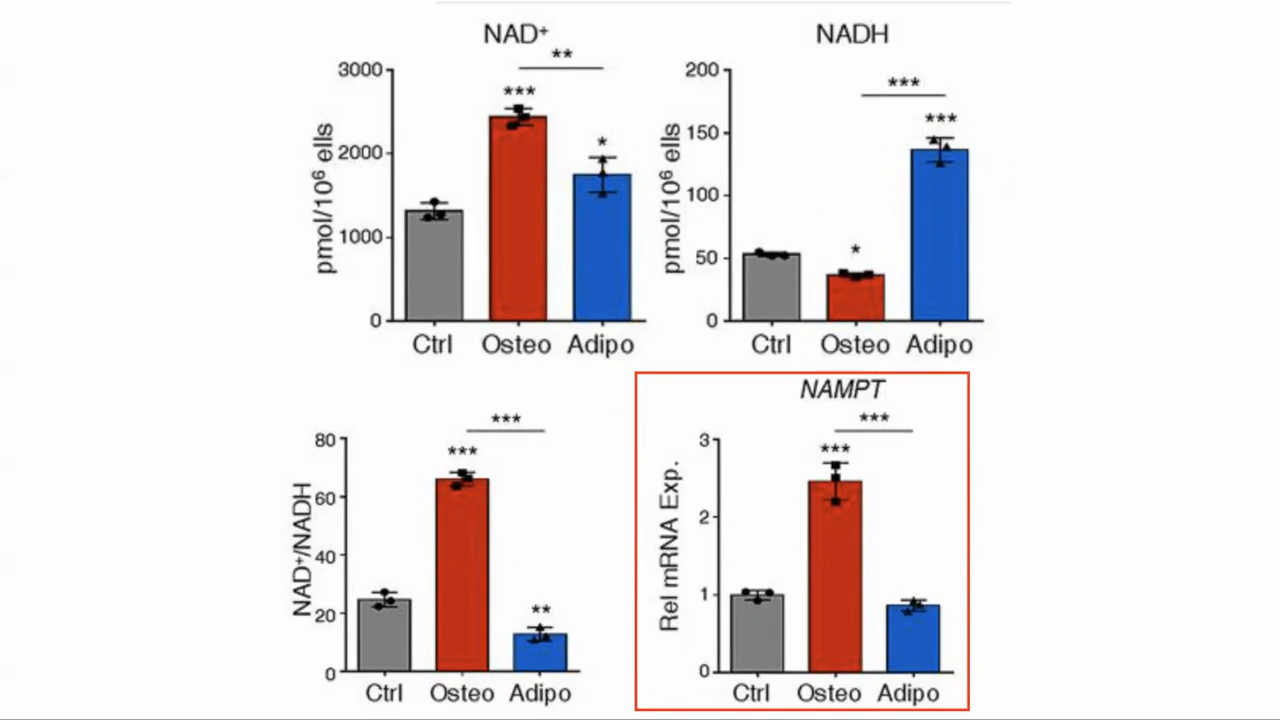 NAD⁺
**
***
*
3000
2000
1000
0
pmol/10⁶ ells
Ctrl Osteo Adipo
NADH
***
***
*
200
150
100
50
0
pmol/10⁶ ells
Ctrl Osteo Adipo
***
***
**
80
60
40
20
0
NAD⁺/NADH
Ctrl Osteo Adipo
NAMPT
***
***
3
2
1
0
Rel mRNA Exp.
Ctrl Osteo Adipo